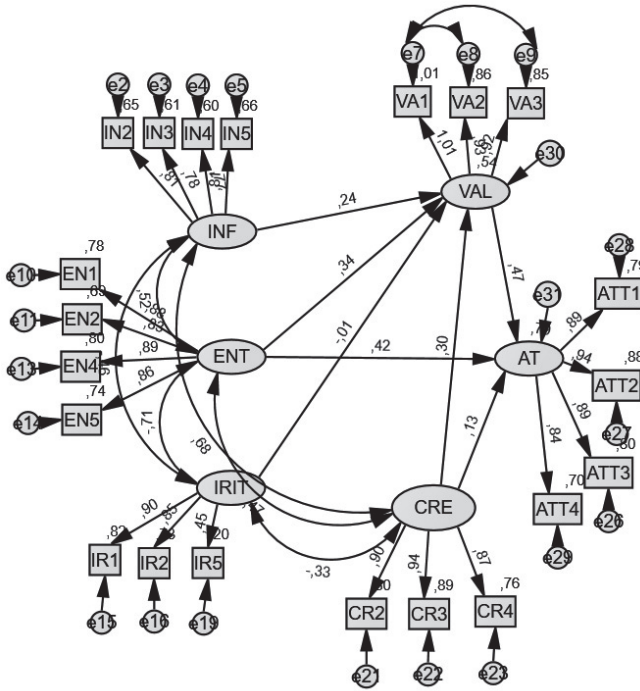 e7 e8 e9
,01 ,86 ,85
VA1 VA2 VA3
e2 e3 e4 e5
,65 ,61 ,60 ,66
IN2 IN3 IN4 IN5
1,01 ,92
,81 ,78
,54 e30
VAL
INF
,24
,34
-,01
,30
,47
e10 EN1 ,78
e11 EN2
e13 EN4 ,80
e14 EN5 ,74
,89
,86
,52
ENT
,42
-,71
,68
-,33
e31
AT
,13
e28
ATT1
,89
,94
,88
ATT2
e27
,89
,80
ATT3
e26
,84
,70
ATT4
e29
IRIT
CRE
,90 ,85 ,45
,20
IR1 IR2 IR5
e15 e16 e19
,90 ,94 ,87
,89 ,76
CR2 CR3 CR4
e21 e22 e23